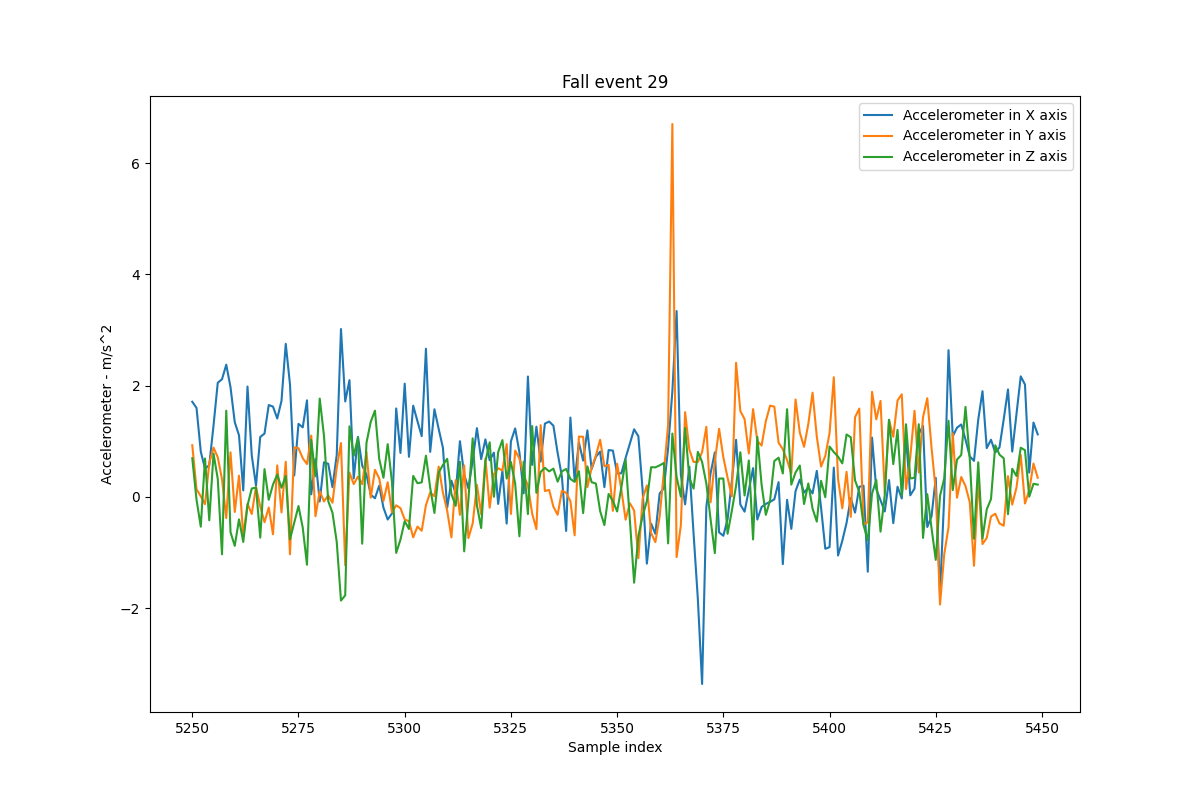 Fall event 29
Accelerometer in X axis
Accelerometer in Y axis
Accelerometer in Z axis
Accelerometer - m/s^2
6
4
2
0
−2
5250 5275 5300 5325 5350 5375 5400 5425 5450
Sample index